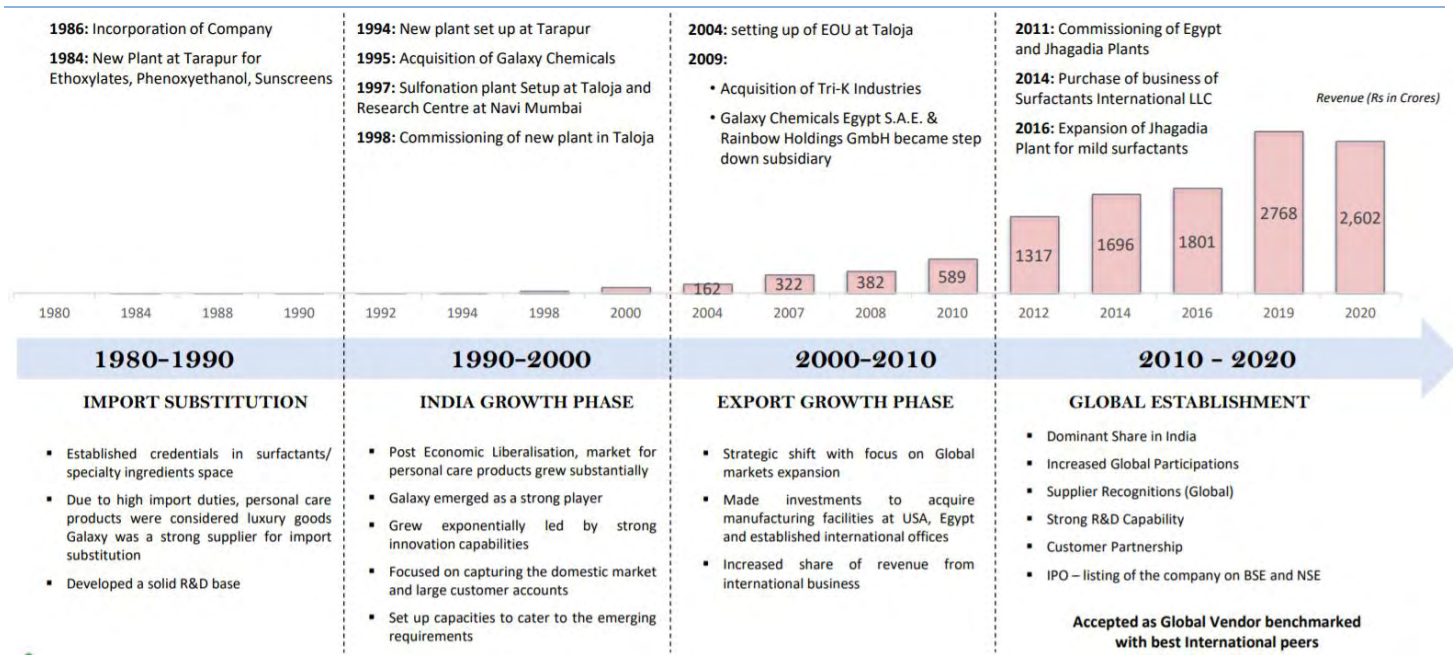 1986: Incorporation of Company
1984: New Plant at Tarapur for
Ethoxylates, Phenoxyethanol, Sunscreens
1994: New plant set up at Tarapur
1995: Acquisition of Galaxy Chemicals
1997: Sulfonation plant Setup at Taloja and
Research Centre at Navi Mumbai
1998: Commissioning of new plant in Taloja
2004: setting up of EOU at Taloja
2009:
• Acquisition of Tri-K Industries
• Galaxy Chemicals Egypt S.A.E. &
Rainbow Holdings GmbH became step
down subsidiary
2011: Commissioning of Egypt
and Jhagadia Plants
2014: Purchase of business of
Surfactants International LLC
2016: Expansion of Jhagadia
Plant for mild surfactants
Revenue (Rs in Crores)
162 322 382 589 1317 1696 1801 2768 2,602
1980 1984 1988 1990 1992 1994 1998 2000 2004 2007 2008 2010 2012 2014 2016 2019 2020
1980-1990 1990-2000 2000-2010 2010 - 2020
IMPORT SUBSTITUTION
▪ Established credentials in surfactants/
specialty ingredients space
▪ Due to high import duties, personal care
products were considered luxury goods
Galaxy was a strong supplier for import
substitution
▪ Developed a solid R&D base
INDIA GROWTH PHASE
▪ Post Economic Liberalisation, market for
personal care products grew substantially
▪ Galaxy emerged as a strong player
▪ Grew exponentially led by strong
innovation capabilities
▪ Focused on capturing the domestic market
and large customer accounts
▪ Set up capacities to cater to the emerging
requirements
EXPORT GROWTH PHASE
▪ Strategic shift with focus on Global
markets expansion
▪ Made investments to acquire
manufacturing facilities at USA, Egypt
and established international offices
▪ Increased share of revenue from
international business
GLOBAL ESTABLISHMENT
▪ Dominant Share in India
▪ Increased Global Participations
▪ Supplier Recognitions (Global)
▪ Strong R&D Capability
▪ Customer Partnership
▪ IPO – listing of the company on BSE and NSE
Accepted as Global Vendor benchmarked
with best International peers